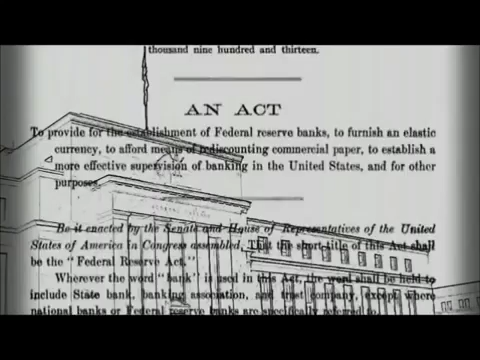 thousand nine hundred and thirteen.
AN ACT
To provide for the establishment of Federal reserve banks, to furnish an elastic
currency, to afford means of rediscounting commercial paper, to establish a
more effective supervision of banking in the United States, and for other
purposes.
Be it enacted by the Senate and House of Representatives of the United
States of America in Congress assembled, That the short title of this Act shall
be the "Federal Reserve Act."
Wherever the word "bank" is used in this Act, the word shall be held to
include State bank, banking association, and trust company, except where
national banks or Federal reserve banks are specifically referred to.